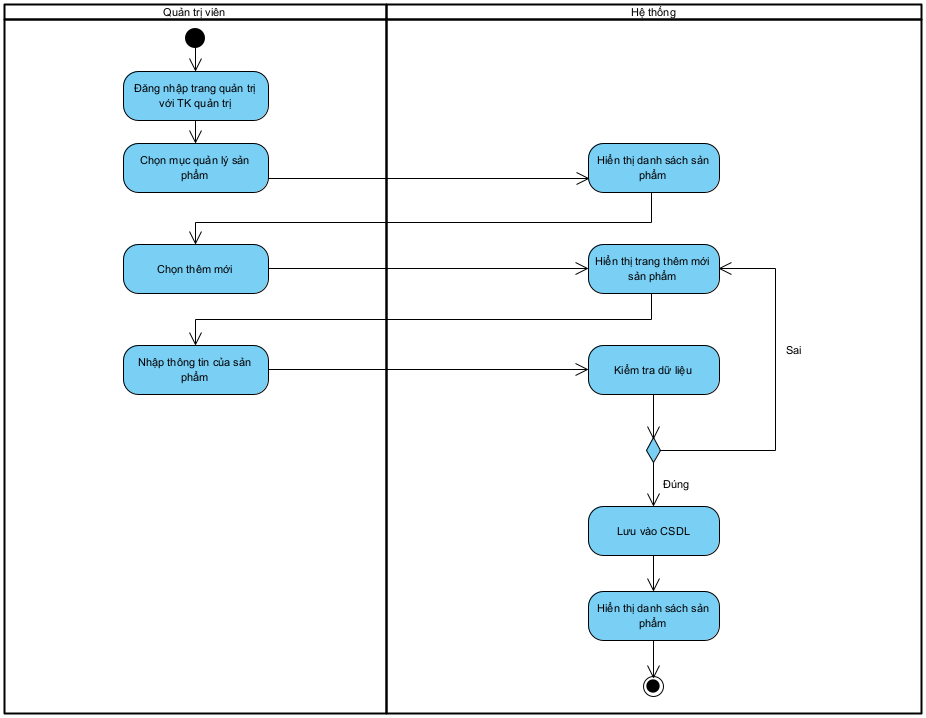 Quản trị viên
Hệ thống
Đăng nhập trang quản trị
với TK quản trị
Chọn mục quản lý sản
phẩm
Hiển thị danh sách sản
phẩm
Chọn thêm mới
Hiển thị trang thêm mới
sản phẩm
Sai
Nhập thông tin của sản
phẩm
Kiểm tra dữ liệu
Đúng
Lưu vào CSDL
Hiển thị danh sách sản
phẩm